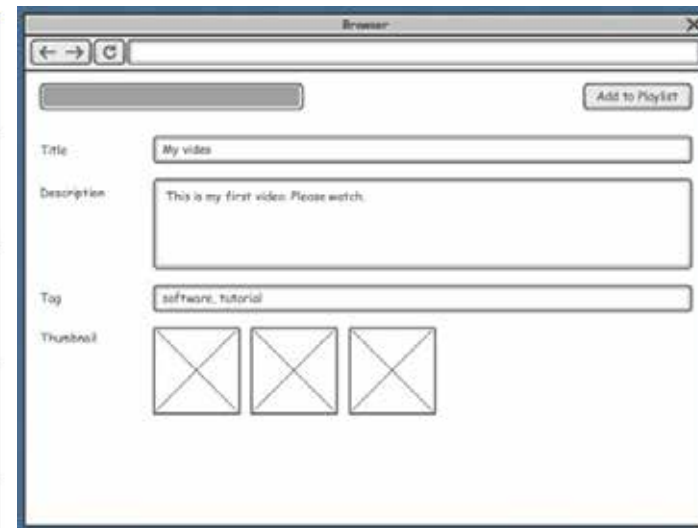 Browser
Add to Playlist
Title
My video
Description
This is my first video. Please watch.
Tag
software, tutorial
Thumbnail